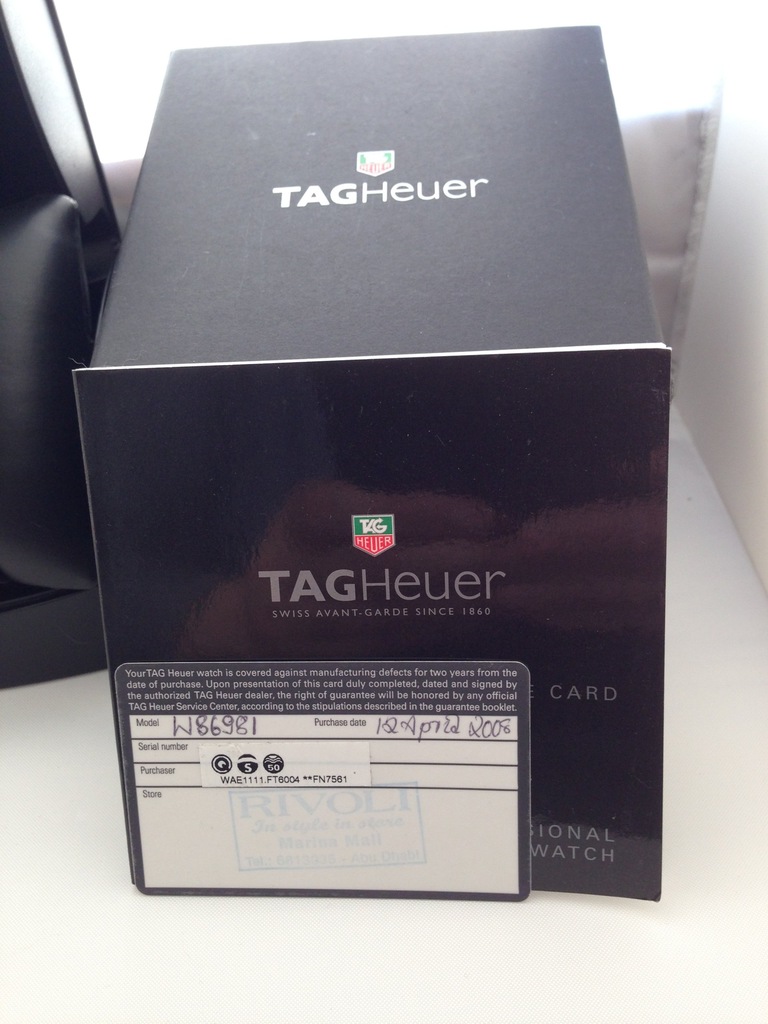 TAGHeuer
TAG
HEUER
TAGHeuer
SWISS AVANT-GARDE SINCE 1860
E CARD
Your TAG Heuer watch is covered against manufacturing defects for two years from the
date of purchase. Upon presentation of this card duly completed, dated and signed by
the authorized TAG Heuer dealer, the right of guarantee will be honored by any official
TAG Heuer Service Center, according to the stipulations described in the guarantee booklet.
Model W86981 Purchase date 12 April 2008
Serial number
Purchaser
S 50
WAE1111.FT6004 **FN7561
Store
RIVOLI
In style in store
Marina Mall
Tel.: - Abu Dhabi
SIONAL
WATCH